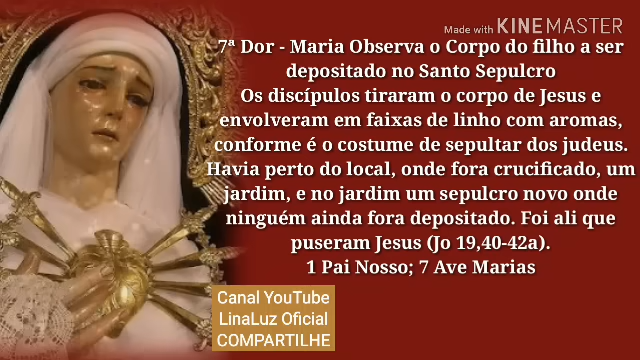 Made with KINEMASTER
7ª Dor - Maria Observa o Corpo do filho a ser
depositado no Santo Sepulcro
Os discípulos tiraram o corpo de Jesus e
envolveram em faixas de linho com aromas,
conforme é o costume de sepultar dos judeus.
Havia perto do local, onde fora crucificado, um
jardim, e no jardim um sepulcro novo onde
ninguém ainda fora depositado. Foi ali que
puseram Jesus (Jo 19,40-42a).
1 Pai Nosso; 7 Ave Marias
Canal YouTube
LinaLuz Oficial
COMPARTILHE